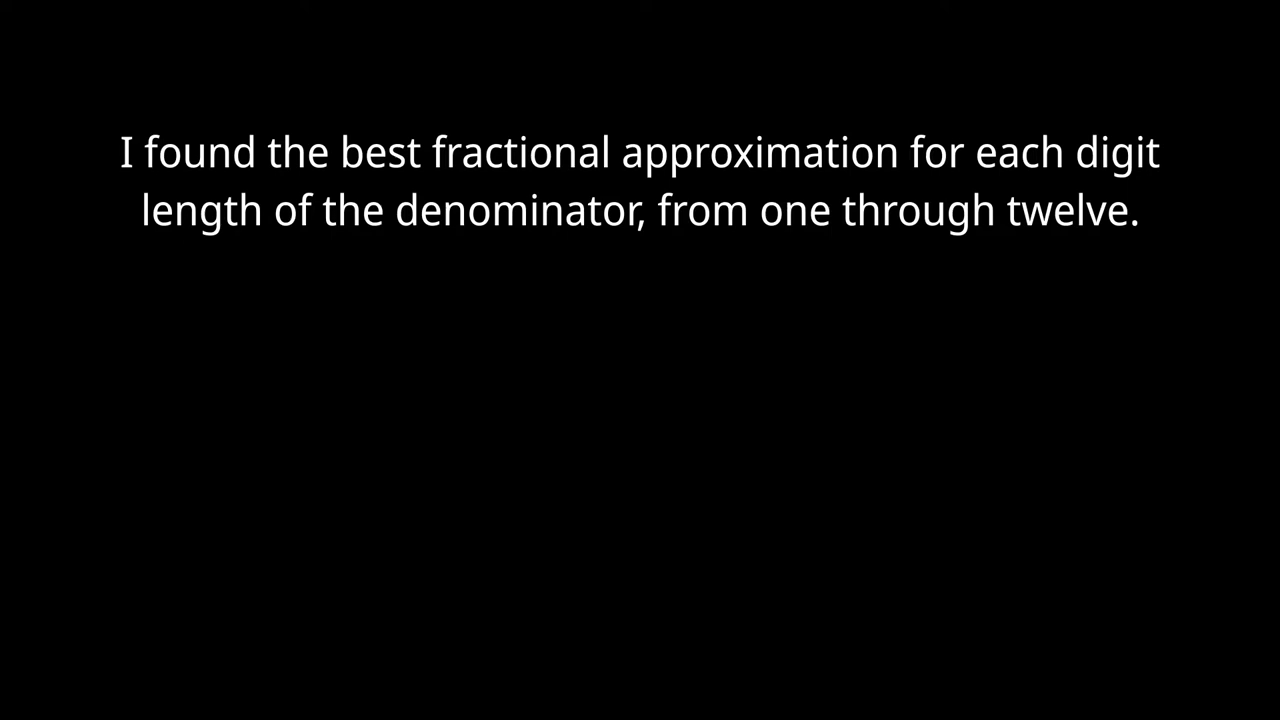 I found the best fractional approximation for each digit
length of the denominator, from one through twelve.